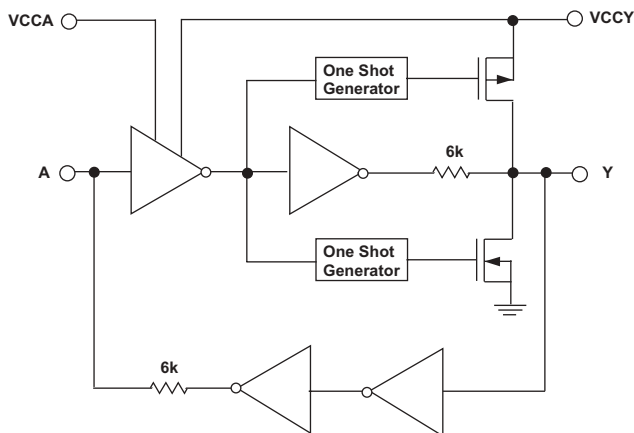 VCCA
VCCY
One Shot
Generator
6k
A
Y
One Shot
Generator
6k